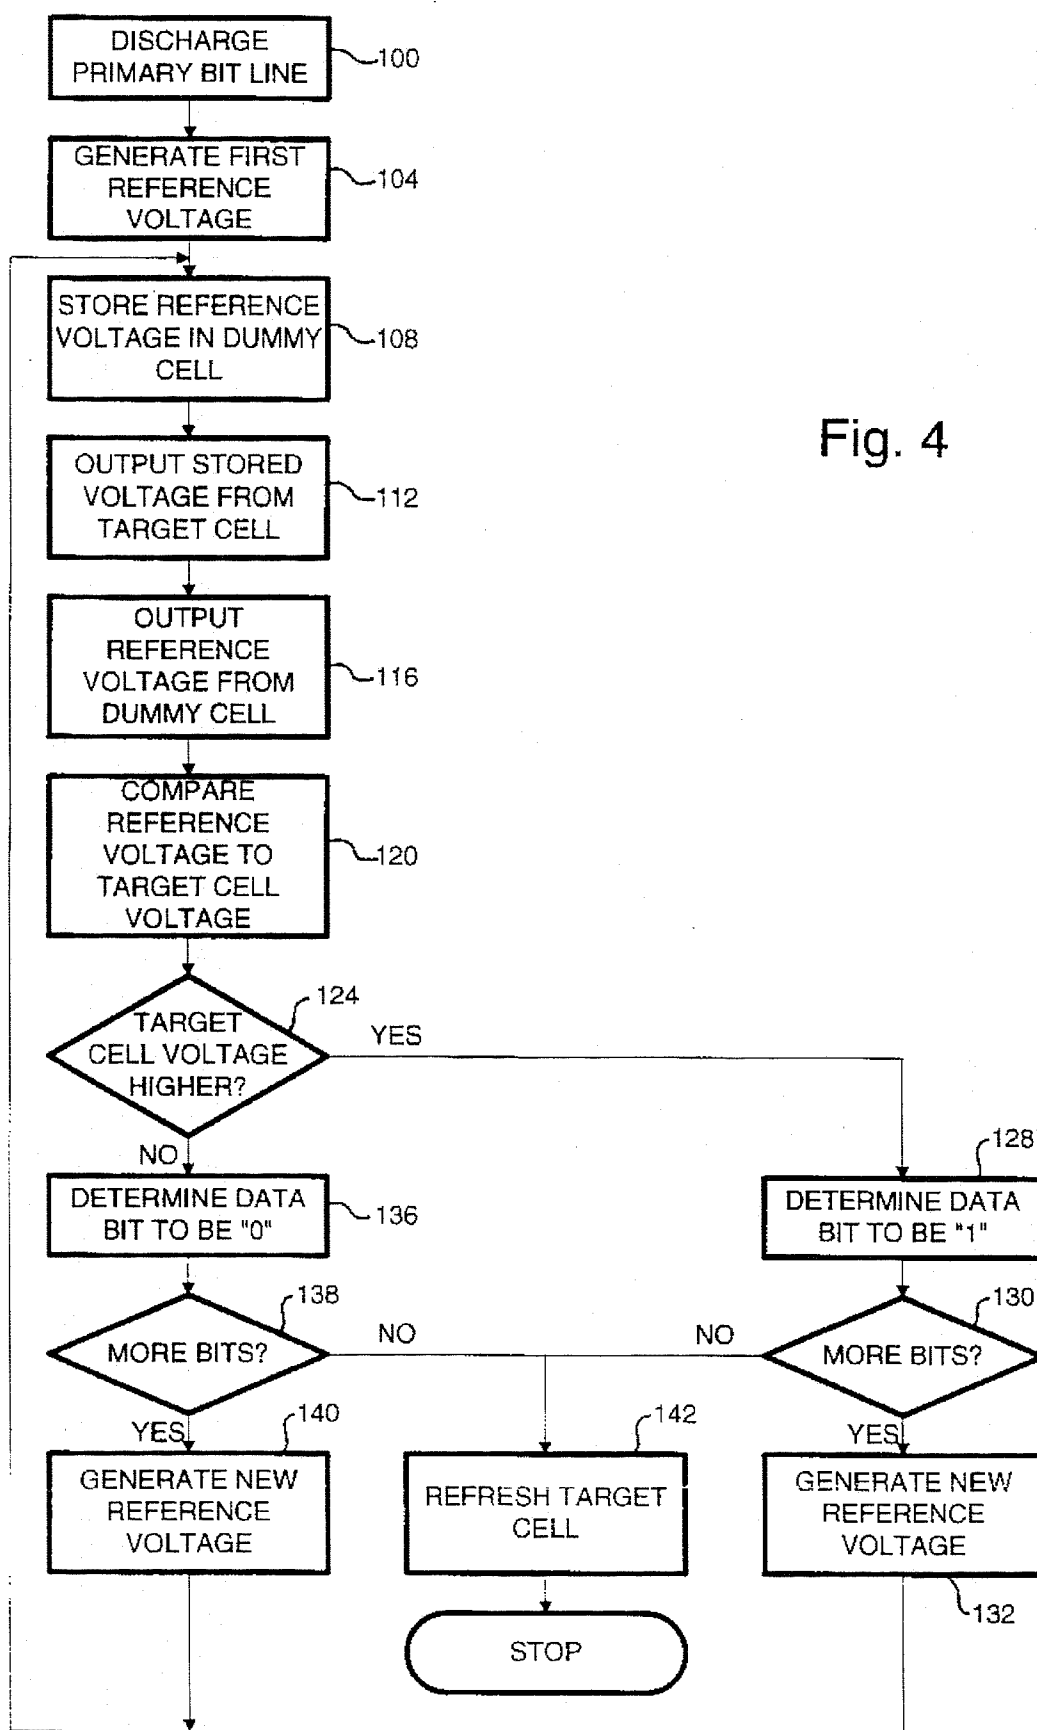 DISCHARGE
PRIMARY BIT LINE
100
GENERATE FIRST
REFERENCE
VOLTAGE
104
STORE REFERENCE
VOLTAGE IN DUMMY
CELL
108
Fig. 4
OUTPUT STORED
VOLTAGE FROM
TARGET CELL
112
OUTPUT
REFERENCE
VOLTAGE FROM
DUMMY CELL
116
COMPARE
REFERENCE
VOLTAGE TO
TARGET CELL
VOLTAGE
120
TARGET
CELL VOLTAGE
HIGHER?
124
YES
NO
DETERMINE DATA
BIT TO BE "0"
136
DETERMINE DATA
BIT TO BE "1"
128
MORE BITS?
138
NO
NO
MORE BITS?
130
YES
140
142
YES
GENERATE NEW
REFERENCE
VOLTAGE
REFRESH TARGET
CELL
GENERATE NEW
REFERENCE
VOLTAGE
132
STOP